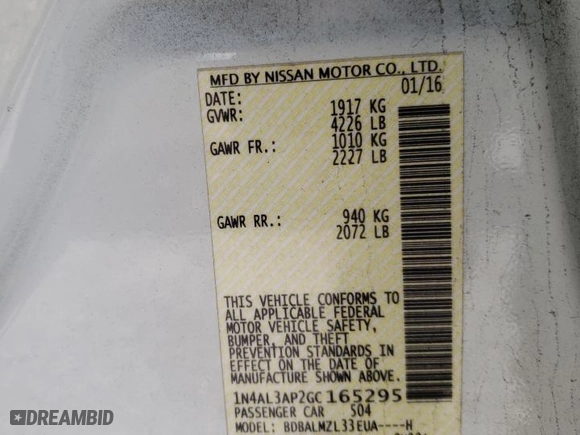 MFD BY NISSAN MOTOR CO., LTD.
DATE: 01/16
GVWR: 1917 KG
4226 LB
GAWR FR.: 1010 KG
2227 LB
GAWR RR.: 940 KG
2072 LB
THIS VEHICLE CONFORMS TO
ALL APPLICABLE FEDERAL
MOTOR VEHICLE SAFETY,
BUMPER, AND THEFT
PREVENTION STANDARDS IN
EFFECT ON THE DATE OF
MANUFACTURE SHOWN ABOVE.
1N4AL3AP2GC165295
PASSENGER CAR 504
MODEL: BDBALMZL33EUA----H
DREAMBID